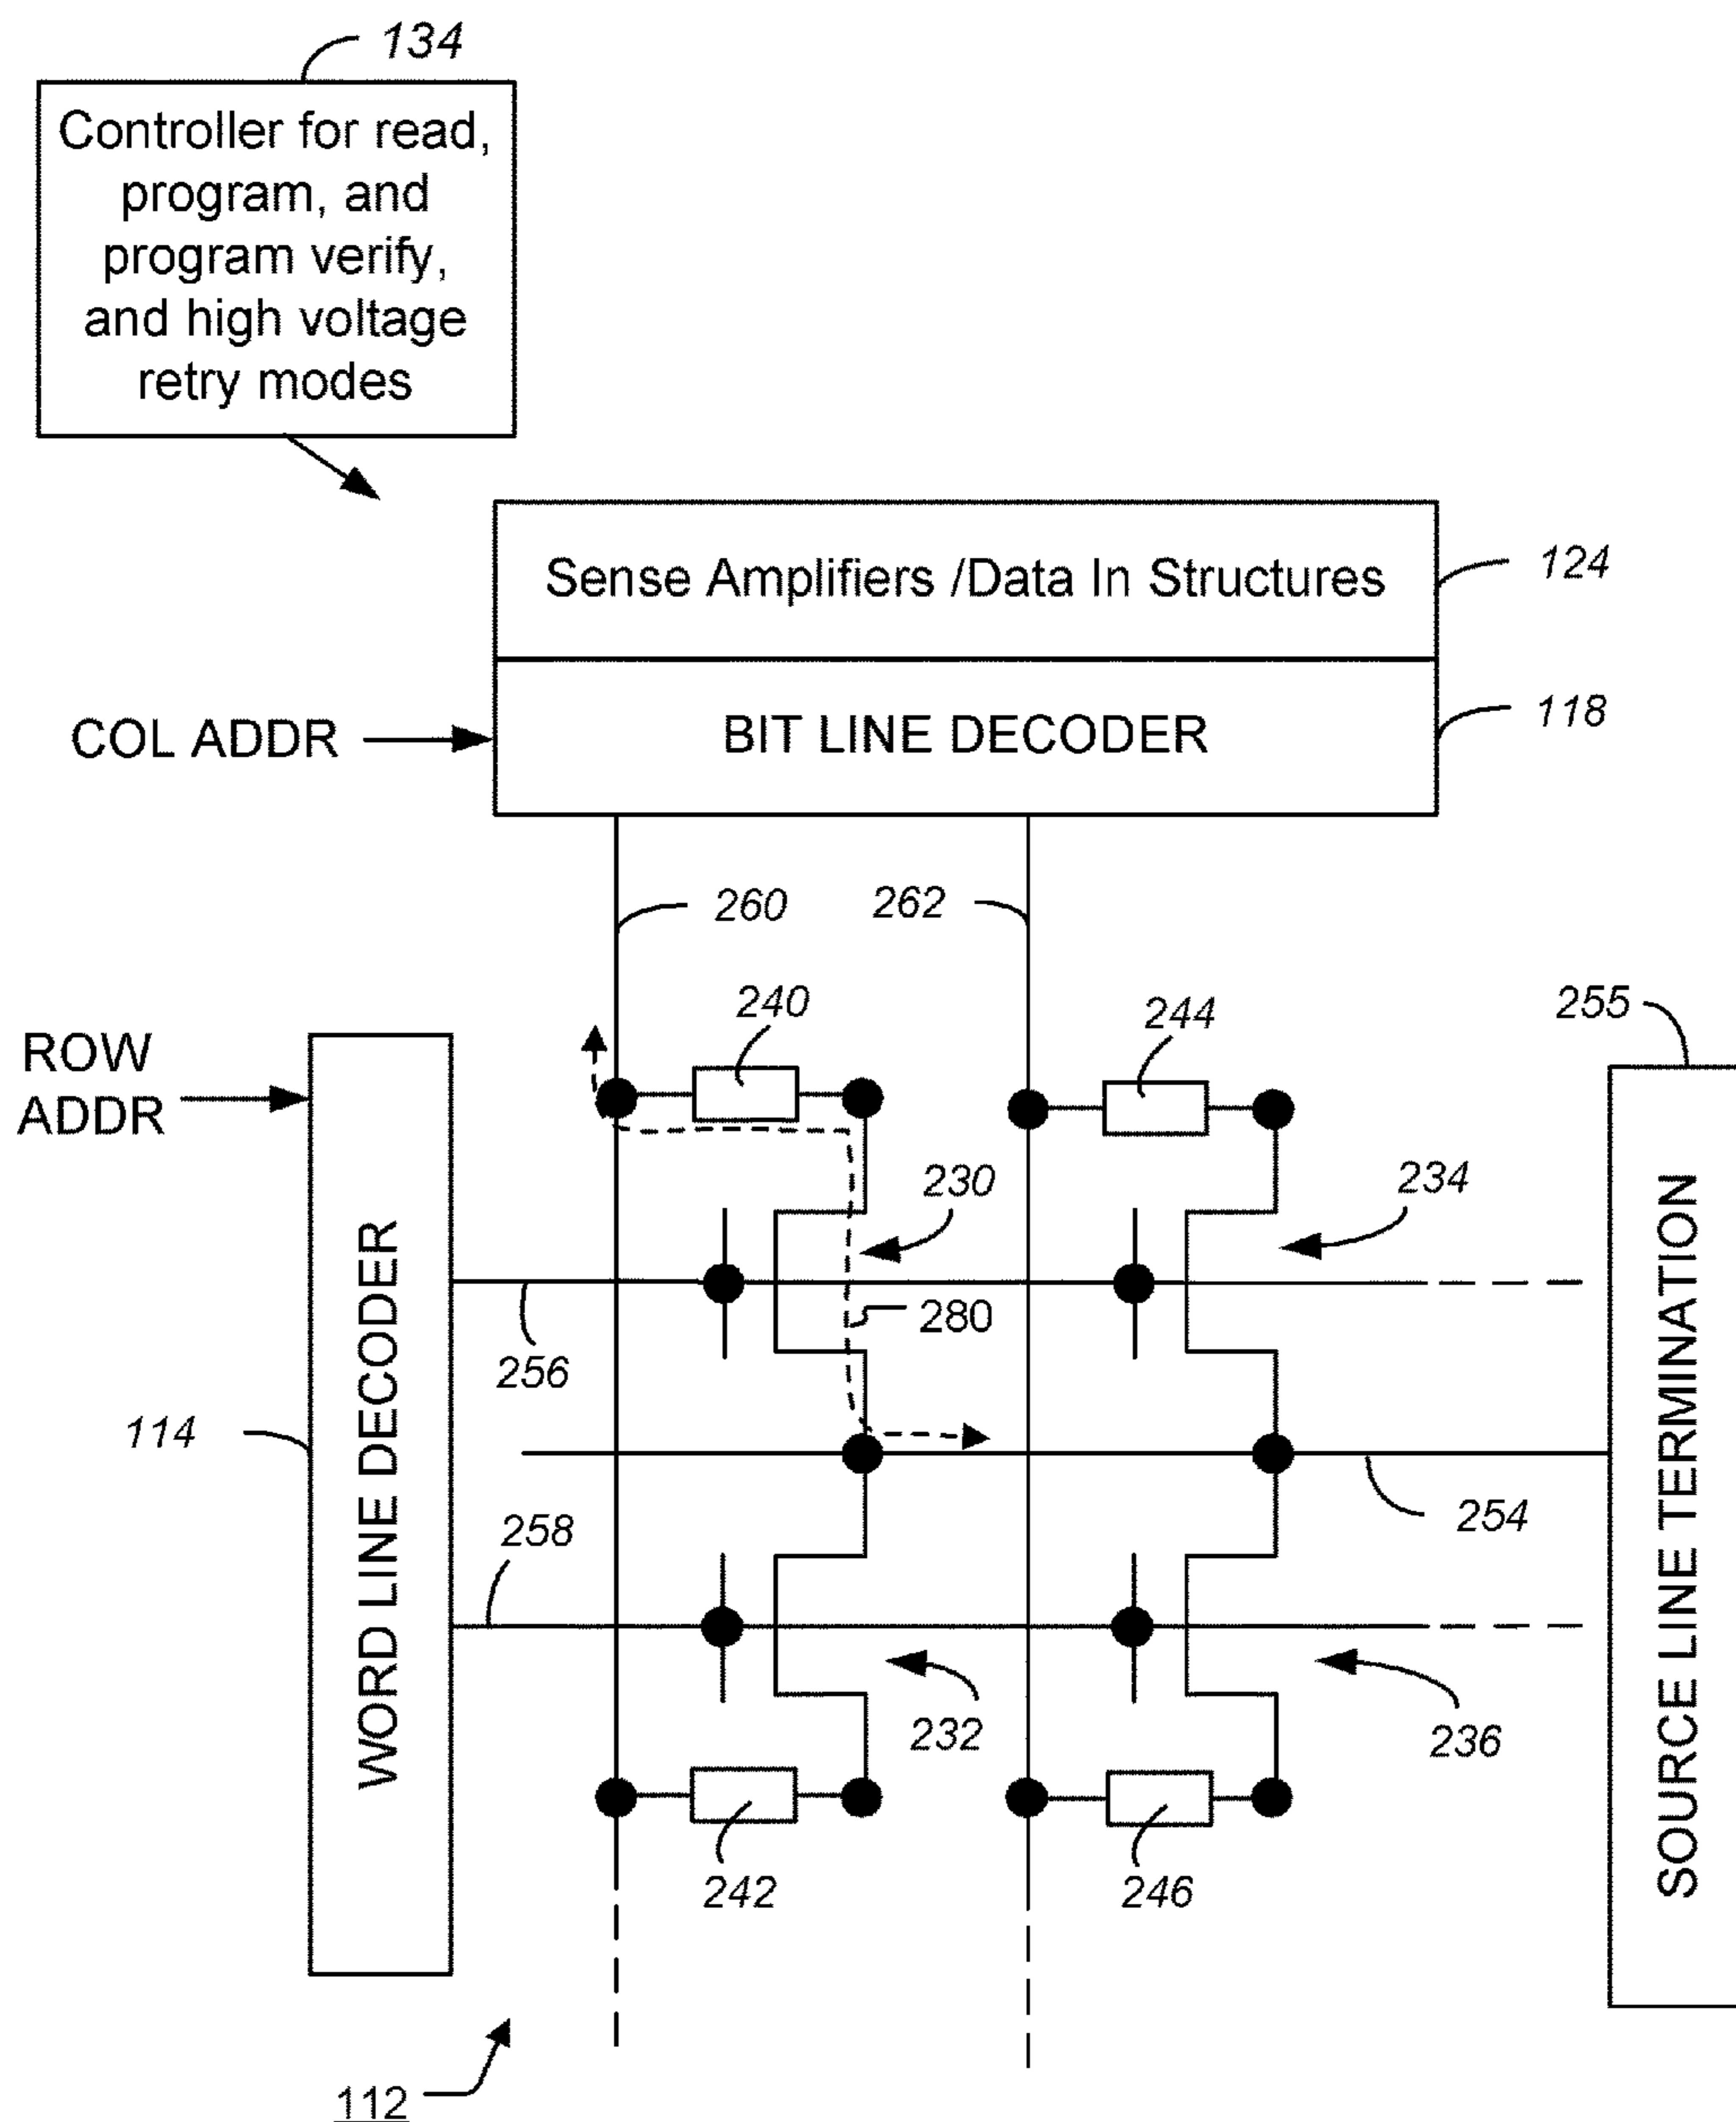 134
Controller for read,
program, and
program verify,
and high voltage
retry modes
Sense Amplifiers /Data In Structures
124
COL ADDR
BIT LINE DECODER
118
260
262
240
244
255
ROW
ADDR
230
234
280
256
114
WORD LINE DECODER
SOURCE LINE TERMINATION
254
258
232
236
242
246
112